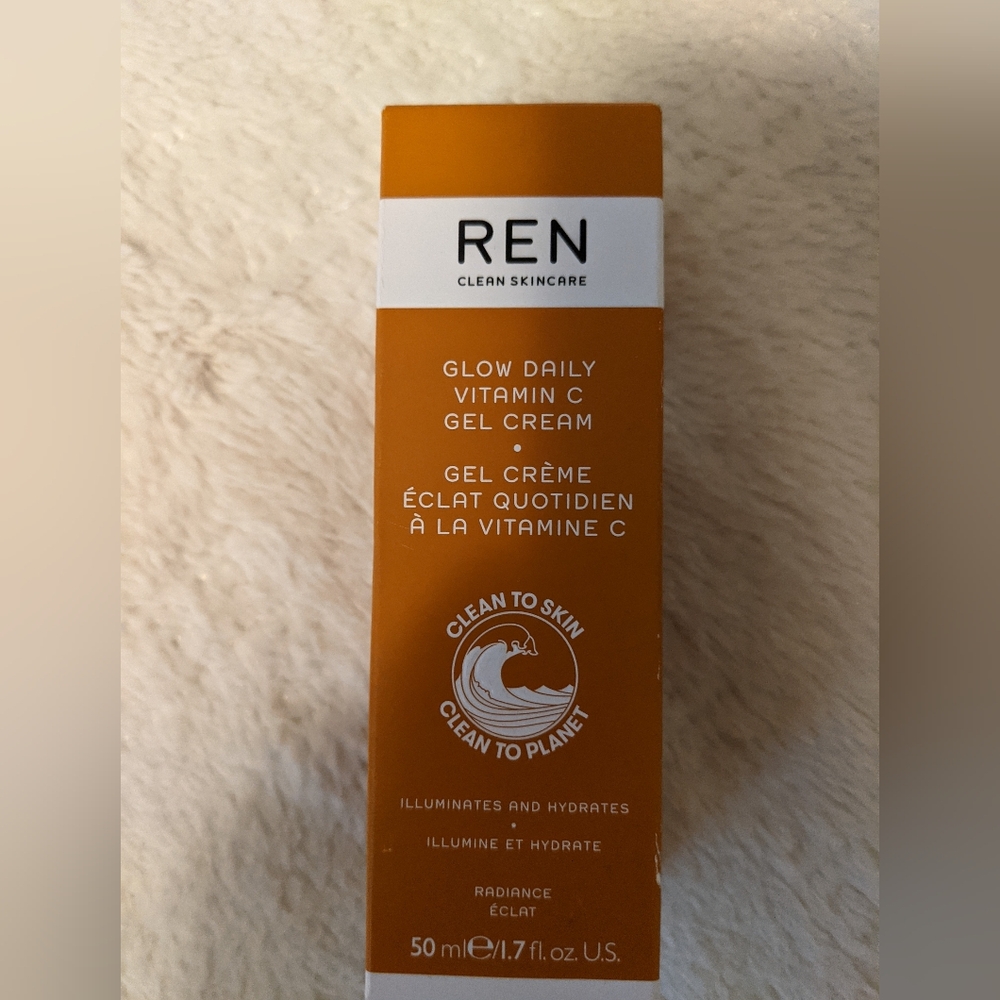 REN
CLEAN SKINCARE
GLOW DAILY
VITAMIN C
GEL CREAM
•
GEL CRÈME
ÉCLAT QUOTIDIEN
À LA VITAMINE C
CLEAN TO SKIN
CLEAN TO PLANET
ILLUMINATES AND HYDRATES
•
ILLUMINE ET HYDRATE
RADIANCE
ÉCLAT
50 ml℮/1.7 fl. oz. U.S.